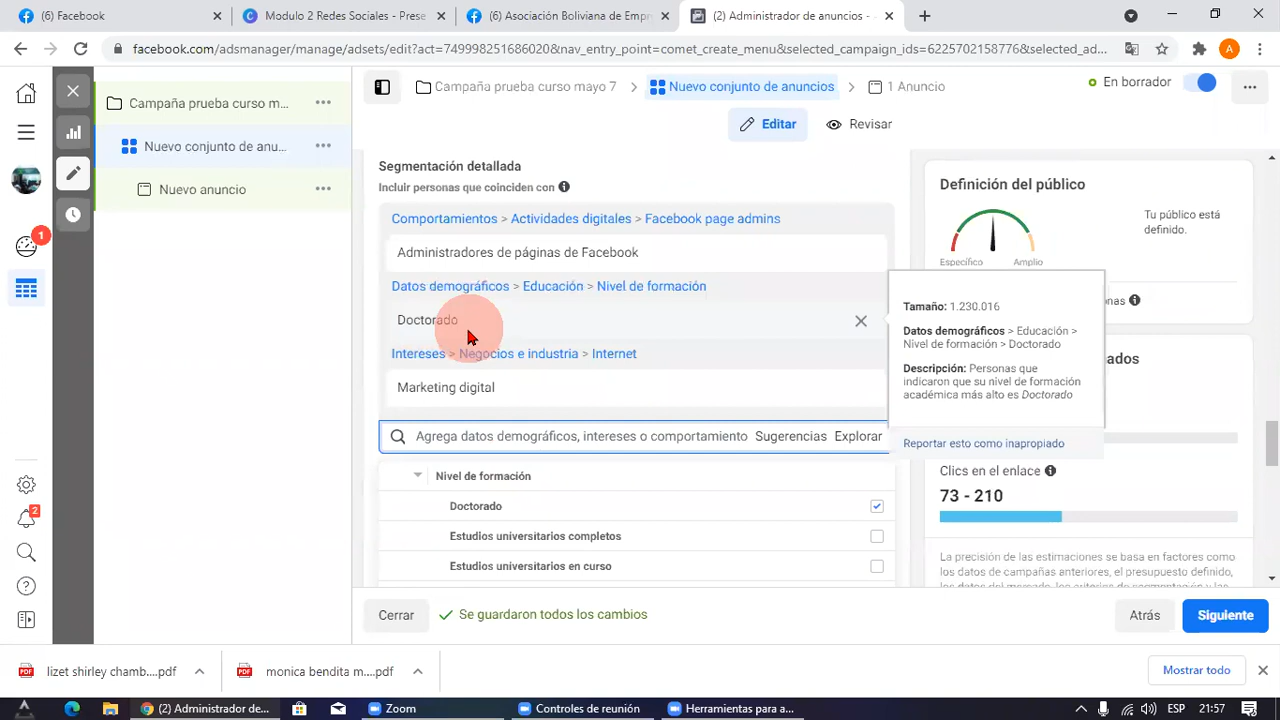 (6) Facebook
Modulo 2 Redes Sociales - Pres
(6) Asociación Boliviana de Empr
(2) Administrador de anuncios -
facebook.com/adsmanager/manage/adsets/edit?act=749998251686020&nav_entry_point=comet_create_menu&selected_campaign_ids=6225702158776&selected_ad...
A
Campaña prueba curso m...
Nuevo conjunto de anu...
Nuevo anuncio
1
2
Campaña prueba curso mayo 7
Nuevo conjunto de anuncios
1 Anuncio
En borrador
Editar
Revisar
Segmentación detallada
Incluir personas que coinciden con
Comportamientos > Actividades digitales > Facebook page admins
Administradores de páginas de Facebook
Datos demográficos > Educación > Nivel de formación
Doctorado
Intereses > Negocios e industria > Internet
Marketing digital
Agrega datos demográficos, intereses o comportamiento Sugerencias Explorar
Nivel de formación
Doctorado
Estudios universitarios completos
Estudios universitarios en curso
Definición del público
Tu público está
definido.
Específico
Amplio
Tamaño: 1.230.016
Datos demográficos > Educación >
Nivel de formación > Doctorado
Descripción: Personas que
indicaron que su nivel de formación
académica más alto es Doctorado
Reportar esto como inapropiado
Clics en el enlace
73 - 210
La precisión de las estimaciones se basa en factores como
los datos de campañas anteriores, el presupuesto definido,
Cerrar
Se guardaron todos los cambios
Atrás
Siguiente
lizet shirley chamb....pdf
monica bendita m....pdf
Mostrar todo
(2) Administrador de...
Zoom
Controles de reunión
Herramientas para a...
ESP
21:57